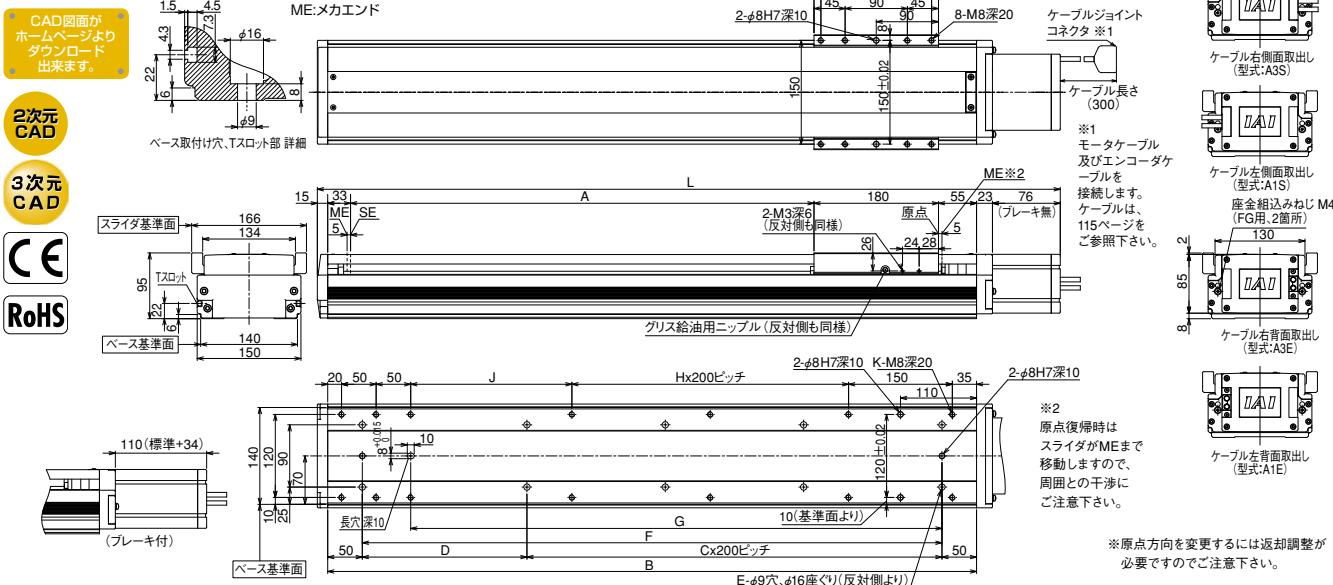 CAD図面が
ホームページより
ダウンロード
出来ます。
2次元
CAD
3次元
CAD
CE
RoHS
1.5
4.5
4.3
7.3
φ16
22
6
8
φ9
ベース取付け穴、Tスロット部 詳細
ME:メカエンド
2-φ8H7深10
45
90
45
90
8-M8深20
8
150
150±0.02
ケーブルジョイント
コネクタ ※1
ケーブル長さ
(300)
※1
モータケーブル
及びエンコーダケ
ーブルを
接続します。
ケーブルは、
115ページを
ご参照下さい。
L
15
33
A
180
55
23
76
ME
SE
5
2-M3深6
(反対側も同様)
原点
ME※2
5
(ブレーキ無)
26
24
28
グリス給油用ニップル(反対側も同様)
スライダ基準面
166
134
95
Tスロット
22
6
ベース基準面
140
150
20
50
50
J
Hx200ピッチ
2-φ8H7深10
K-M8深20
150
35
110
2-φ8H7深10
140
120
90
70
8+0.015 0
10
120±0.02
10
25
長穴 深10
10(基準面より)
G
F
50
D
Cx200ピッチ
50
B
ベース基準面
E-φ9穴、φ16座ぐり(反対側より)
110(標準+34)
(ブレーキ付)
※2
原点復帰時は
スライダがMEまで
移動しますので、
周囲との干渉に
ご注意下さい。
ケーブル右側面取出し
(型式:A3S)
IAI
ケーブル左側面取出し
(型式:A1S)
座金組込みねじ M4
(FG用、2箇所)
130
2
85
8
IAI
ケーブル右背面取出し
(型式:A3E)
IAI
ケーブル左背面取出し
(型式:A1E)
※原点方向を変更するには返却調整が
必要ですのでご注意下さい。